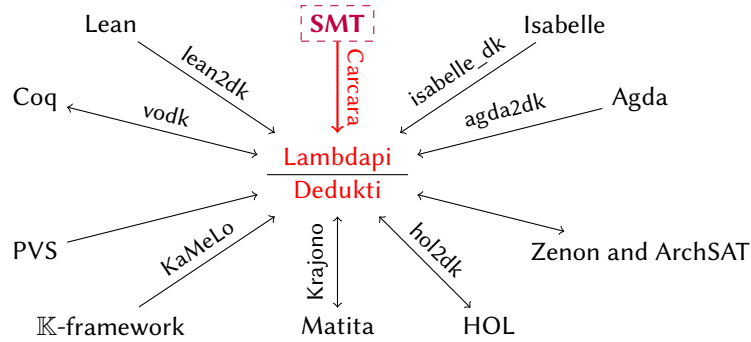 Lean
SMT
Isabelle
lean2dk
Carcara
isabelle_dk
Coq
vodk
agda2dk
Agda
Lambdapi
Dedukti
PVS
KaMeLo
Krajono
hol2dk
Zenon and ArchSAT
𝕂-framework
Matita
HOL